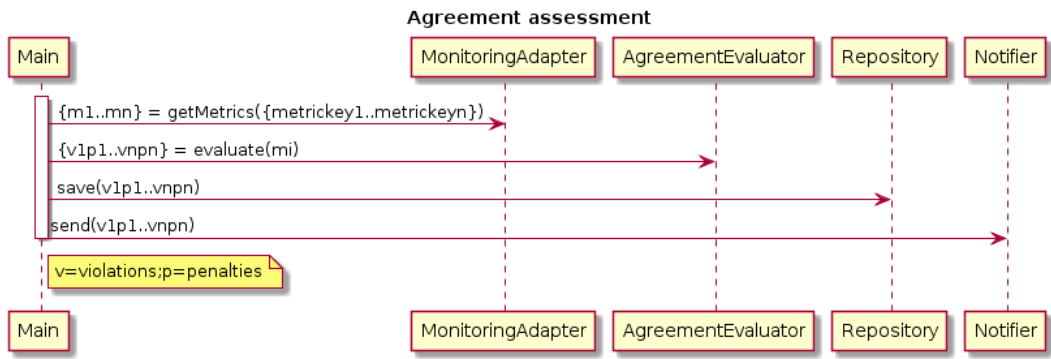 Agreement assessment
Main MonitoringAdapter AgreementEvaluator Repository Notifier
{m1..mn} = getMetrics({metrickey1..metrickeyn})
{v1p1..vnpn} = evaluate(mi)
save(v1p1..vnpn)
send(v1p1..vnpn)
v=violations;p=penalties
Main MonitoringAdapter AgreementEvaluator Repository Notifier